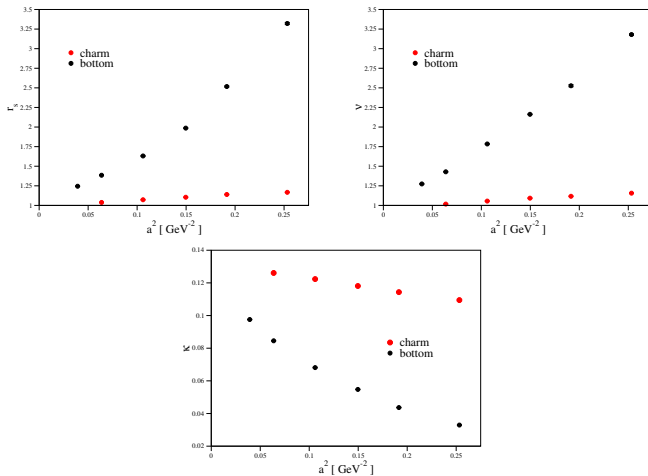 3.5
3.25
3
2.75
2.5
2.25
2
1.75
1.5
1.25
1
r_s
charm
bottom
0 0.05 0.1 0.15 0.2 0.25
a² [ GeV⁻² ]
3.5
3.25
3
2.75
2.5
2.25
2
1.75
1.5
1.25
1
ν
charm
bottom
0 0.05 0.1 0.15 0.2 0.25
a² [ GeV⁻² ]
0.14
0.12
0.1
0.08
0.06
0.04
0.02
κ
charm
bottom
0 0.05 0.1 0.15 0.2 0.25
a² [ GeV⁻² ]